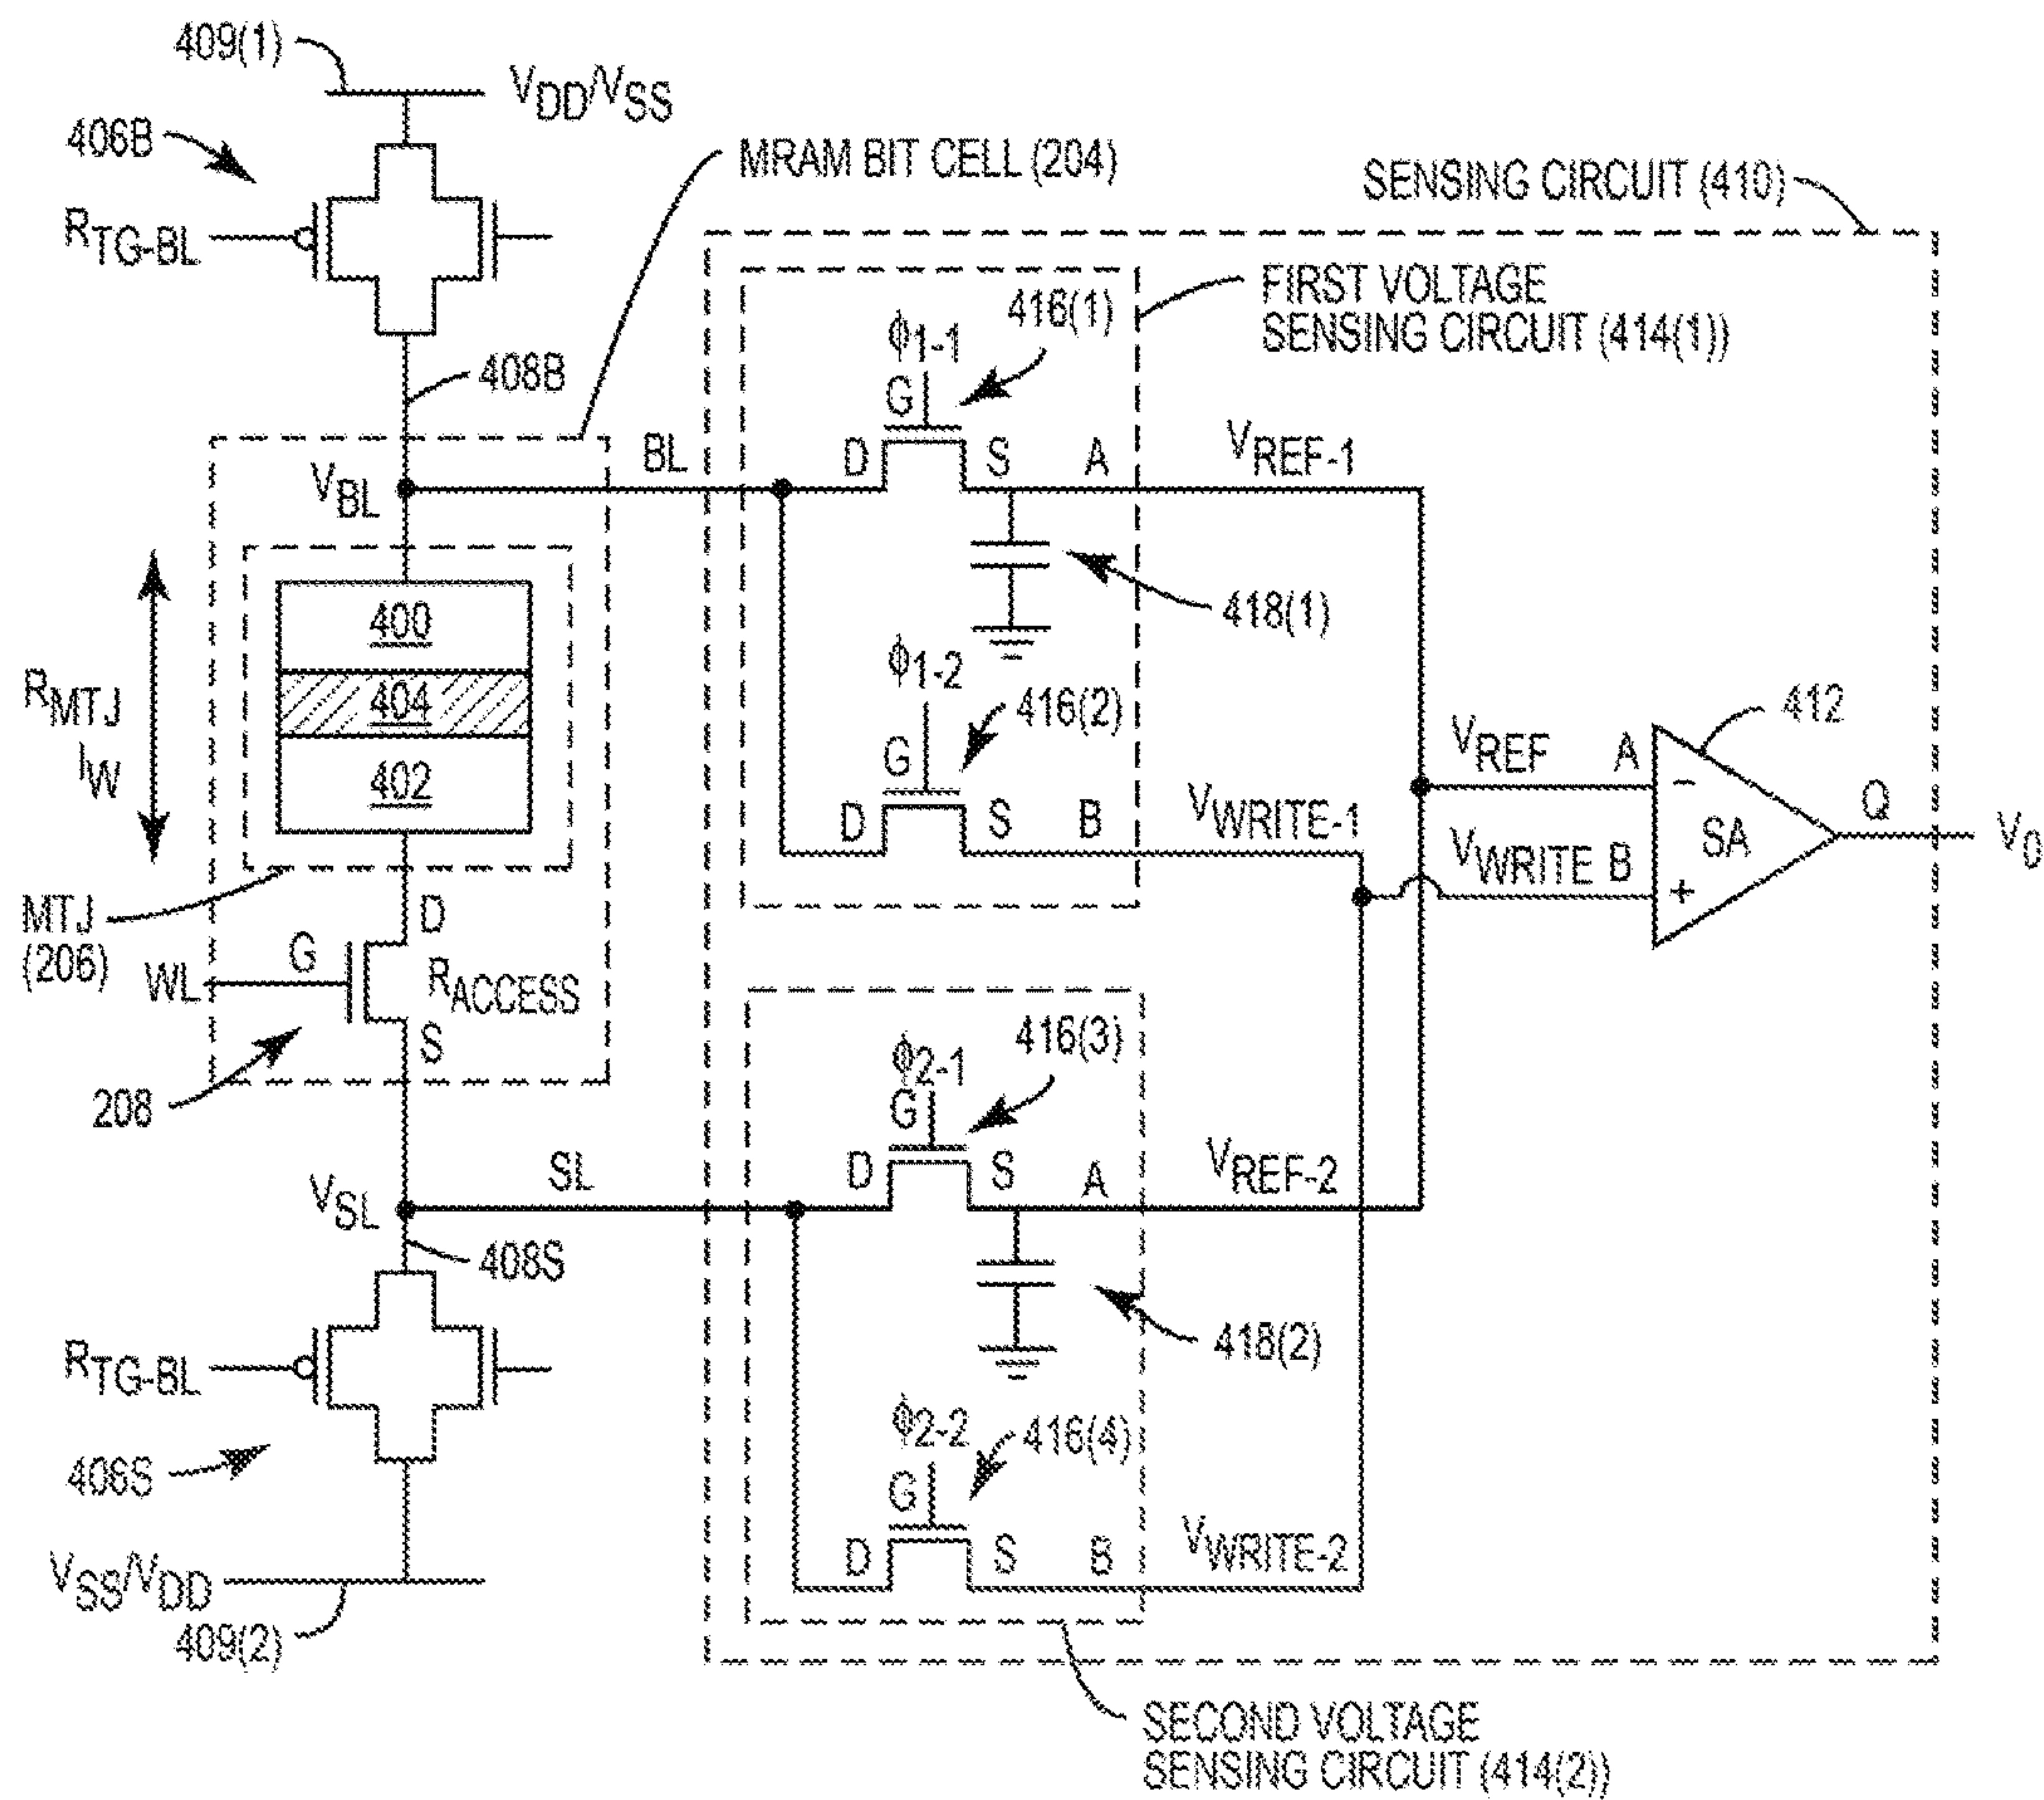 409(1)
VDD/VSS
406B
MRAM BIT CELL (204)
SENSING CIRCUIT (410)
RTG-BL
FIRST VOLTAGE
SENSING CIRCUIT (414(1))
416(1)
ϕ1-1
G
408B
VBL
BL
D
S
A
VREF-1
400
418(1)
RMTJ
IW
404
ϕ1-2
416(2)
G
412
402
VREF
A
−
Q
D
S
B
VWRITE-1
SA
VO
VWRITE
B
+
MTJ
(206)
D
G
WL
RACCESS
S
208
416(3)
ϕ2-1
G
VSL
SL
D
S
A
VREF-2
408S
418(2)
RTG-BL
ϕ2-2
416(4)
G
406S
D
S
B
VWRITE-2
VSS/VDD
409(2)
SECOND VOLTAGE
SENSING CIRCUIT (414(2))